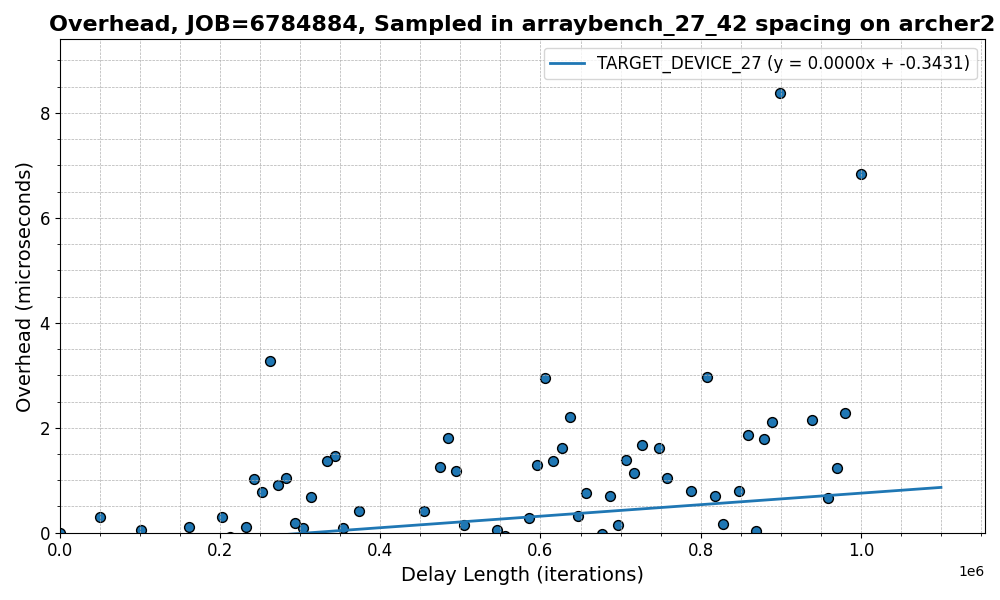 Overhead, JOB=6784884, Sampled in arraybench_27_42 spacing on archer2
TARGET_DEVICE_27 (y = 0.0000x + -0.3431)
Overhead (microseconds)
8
6
4
2
0
0.0 0.2 0.4 0.6 0.8 1.0
1e6
Delay Length (iterations)